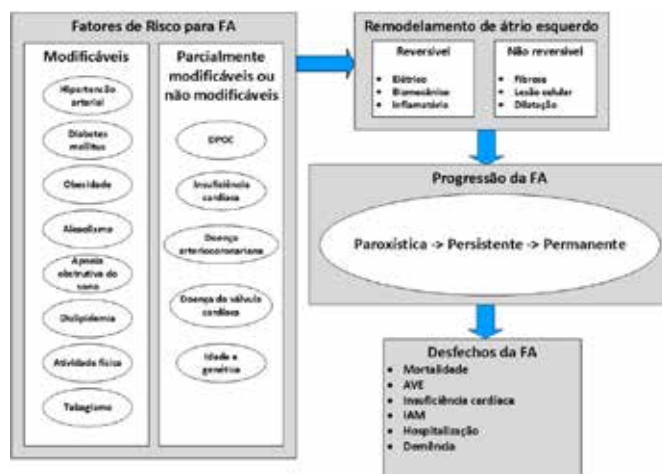 Fatores de Risco para FA
Modificáveis
Hipertensão
arterial
Diabetes
mellitus
Obesidade
Alcoolismo
Apneia
obstrutiva do
sono
Dislipidemia
Atividade física
Tabagismo
Parcialmente
modificáveis ou
não modificáveis
DPOC
Insuficiência
cardíaca
Doença
arteriocoronariana
Doença da válvula
cardíaca
Idade e
genética
Remodelamento de átrio esquerdo
Reversível
• Elétrico
• Biomecânico
• Inflamatório
Não reversível
• Fibrose
• Lesão celular
• Dilatação
Progressão da FA
Paroxística -> Persistente -> Permanente
Desfechos da FA
• Mortalidade
• AVE
• Insuficiência cardíaca
• IAM
• Hospitalização
• Demência